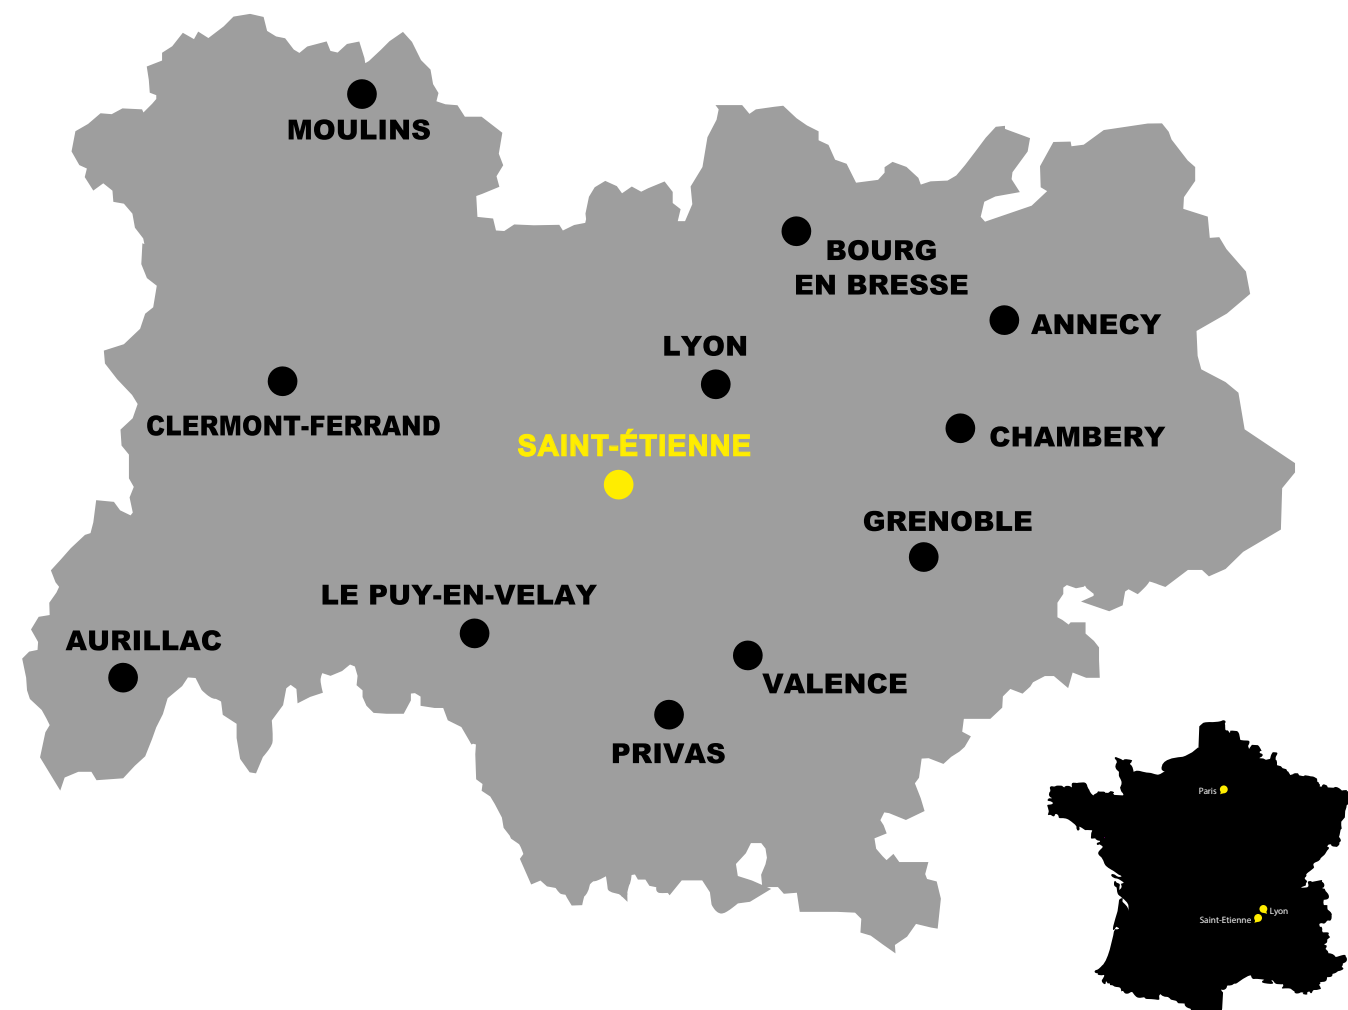 MOULINS
BOURG
EN BRESSE
ANNECY
LYON
CLERMONT-FERRAND
SAINT-ÉTIENNE
CHAMBERY
GRENOBLE
LE PUY-EN-VELAY
AURILLAC
VALENCE
PRIVAS
Paris
Lyon
Saint-Etienne